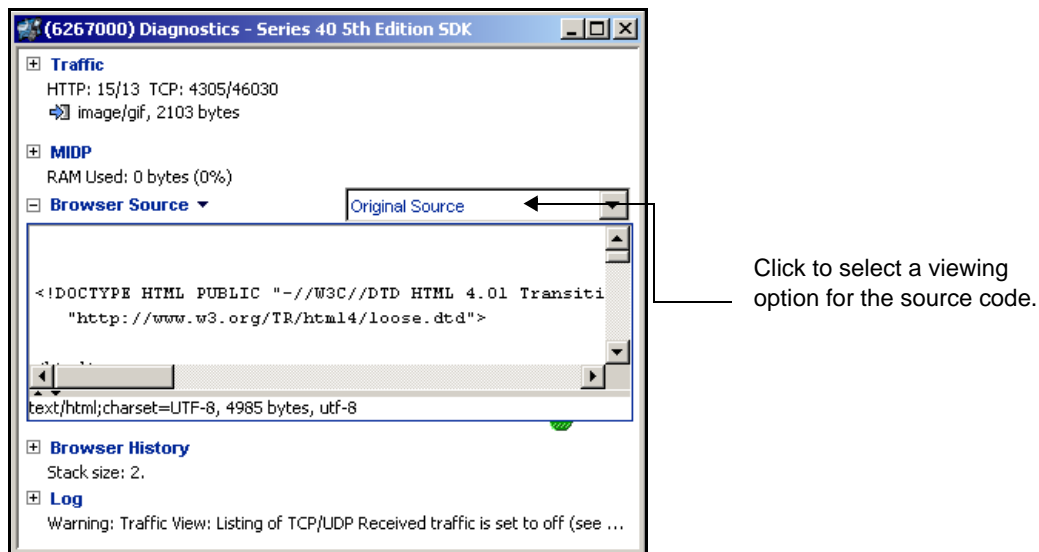 (6267000) Diagnostics - Series 40 5th Edition SDK
Traffic
HTTP: 15/13 TCP: 4305/46030
image/gif, 2103 bytes
MIDP
RAM Used: 0 bytes (0%)
Browser Source
Original Source
<!DOCTYPE HTML PUBLIC "-//W3C//DTD HTML 4.01 Transiti
"http://www.w3.org/TR/html4/loose.dtd">
text/html;charset=UTF-8, 4985 bytes, utf-8
Browser History
Stack size: 2.
Log
Warning: Traffic View: Listing of TCP/UDP Received traffic is set to off (see ...
Click to select a viewing
option for the source code.